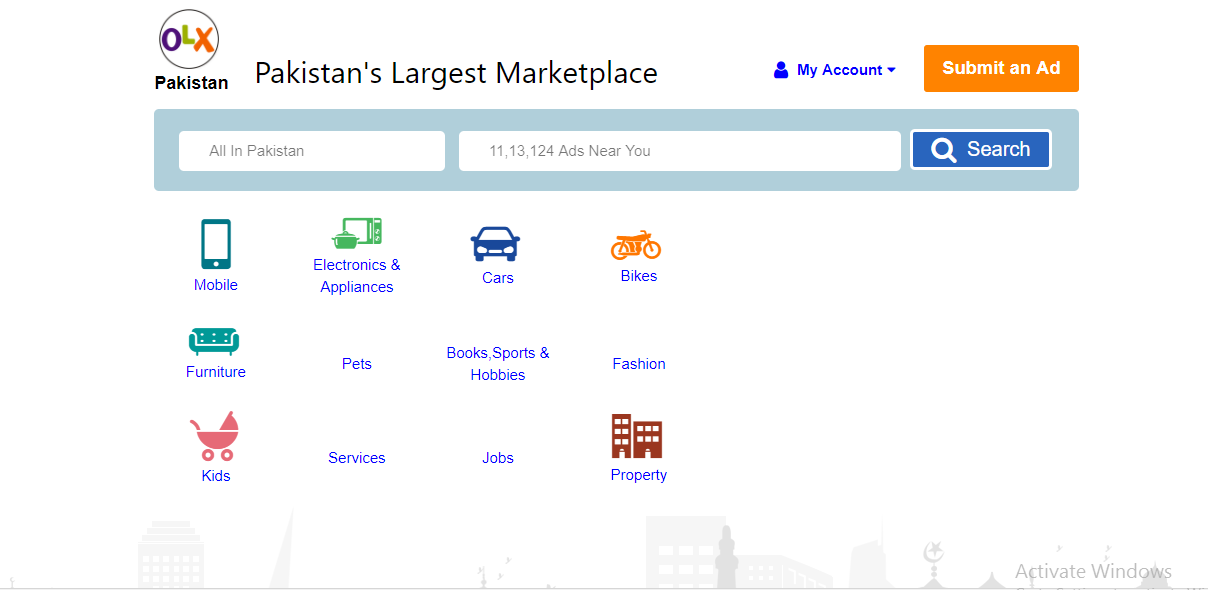 OLX
Pakistan
Pakistan's Largest Marketplace
My Account
Submit an Ad
All In Pakistan
11,13,124 Ads Near You
Search
Mobile
Electronics &
Appliances
Cars
Bikes
Furniture
Pets
Books,Sports &
Hobbies
Fashion
Kids
Services
Jobs
Property
Activate Windows